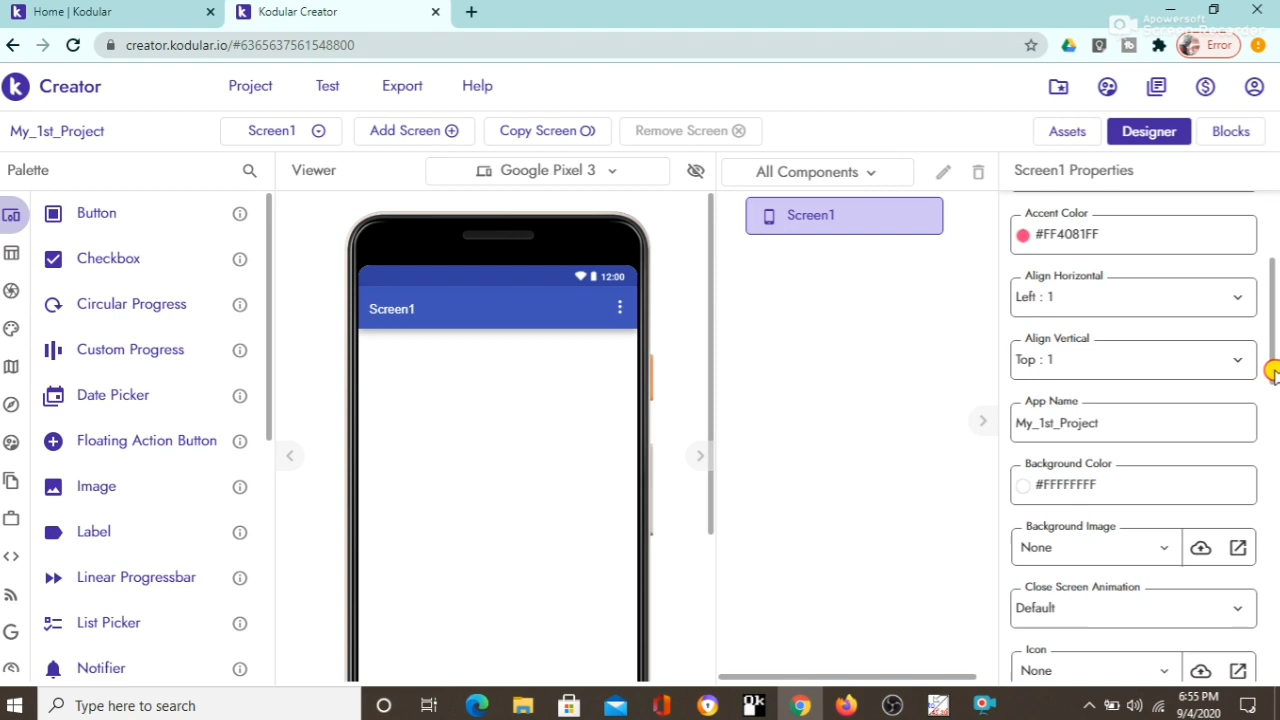 Home | Kodular
Kodular Creator
Apowersoft
Screen Recorder
creator.kodular.io/#6365637561548800
Error
Creator
Project
Test
Export
Help
My_1st_Project
Screen1
Add Screen
Copy Screen
Remove Screen
Assets
Designer
Blocks
Palette
Viewer
Google Pixel 3
All Components
Screen1 Properties
Button
Checkbox
Circular Progress
Custom Progress
Date Picker
Floating Action Button
Image
Label
Linear Progressbar
List Picker
Notifier
12:00
Screen1
Screen1
Accent Color
#FF4081FF
Align Horizontal
Left : 1
Align Vertical
Top : 1
App Name
My_1st_Project
Background Color
#FFFFFFFF
Background Image
None
Close Screen Animation
Default
Icon
None
Type here to search
6:55 PM
9/4/2020